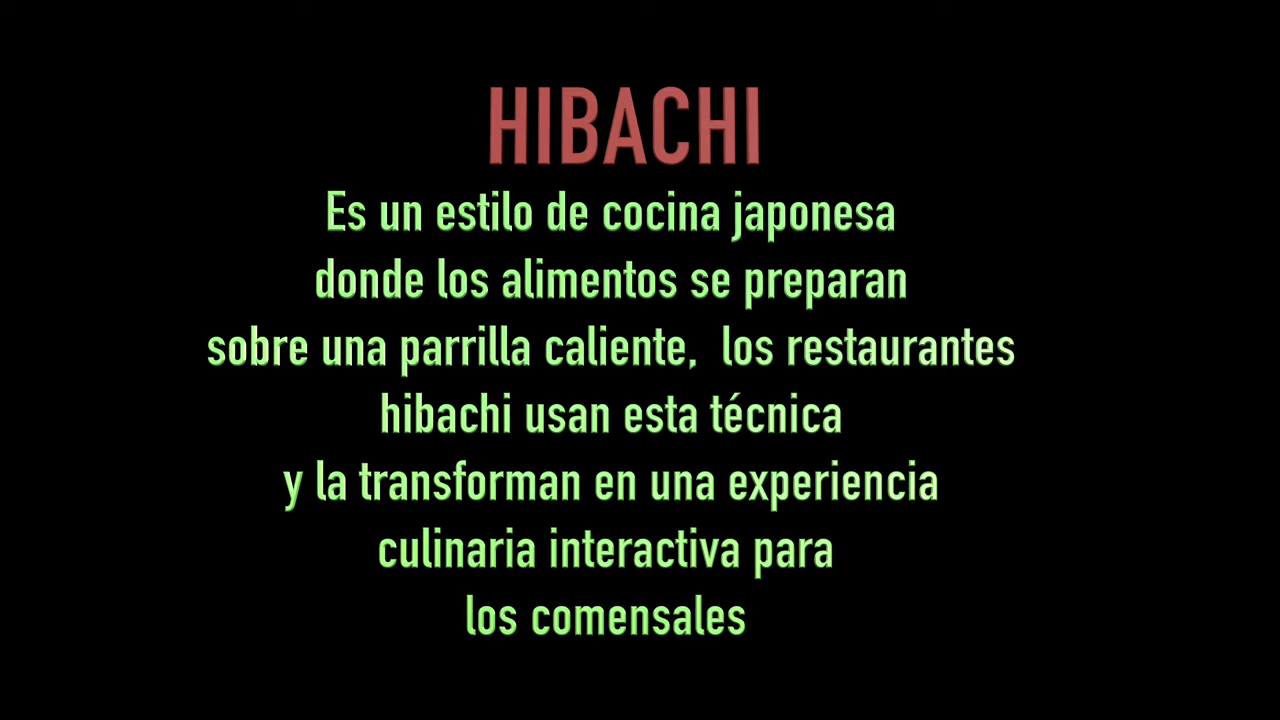 HIBACHI
Es un estilo de cocina japonesa
donde los alimentos se preparan
sobre una parrilla caliente,  los restaurantes
hibachi usan esta técnica
y la transforman en una experiencia
culinaria interactiva para
los comensales